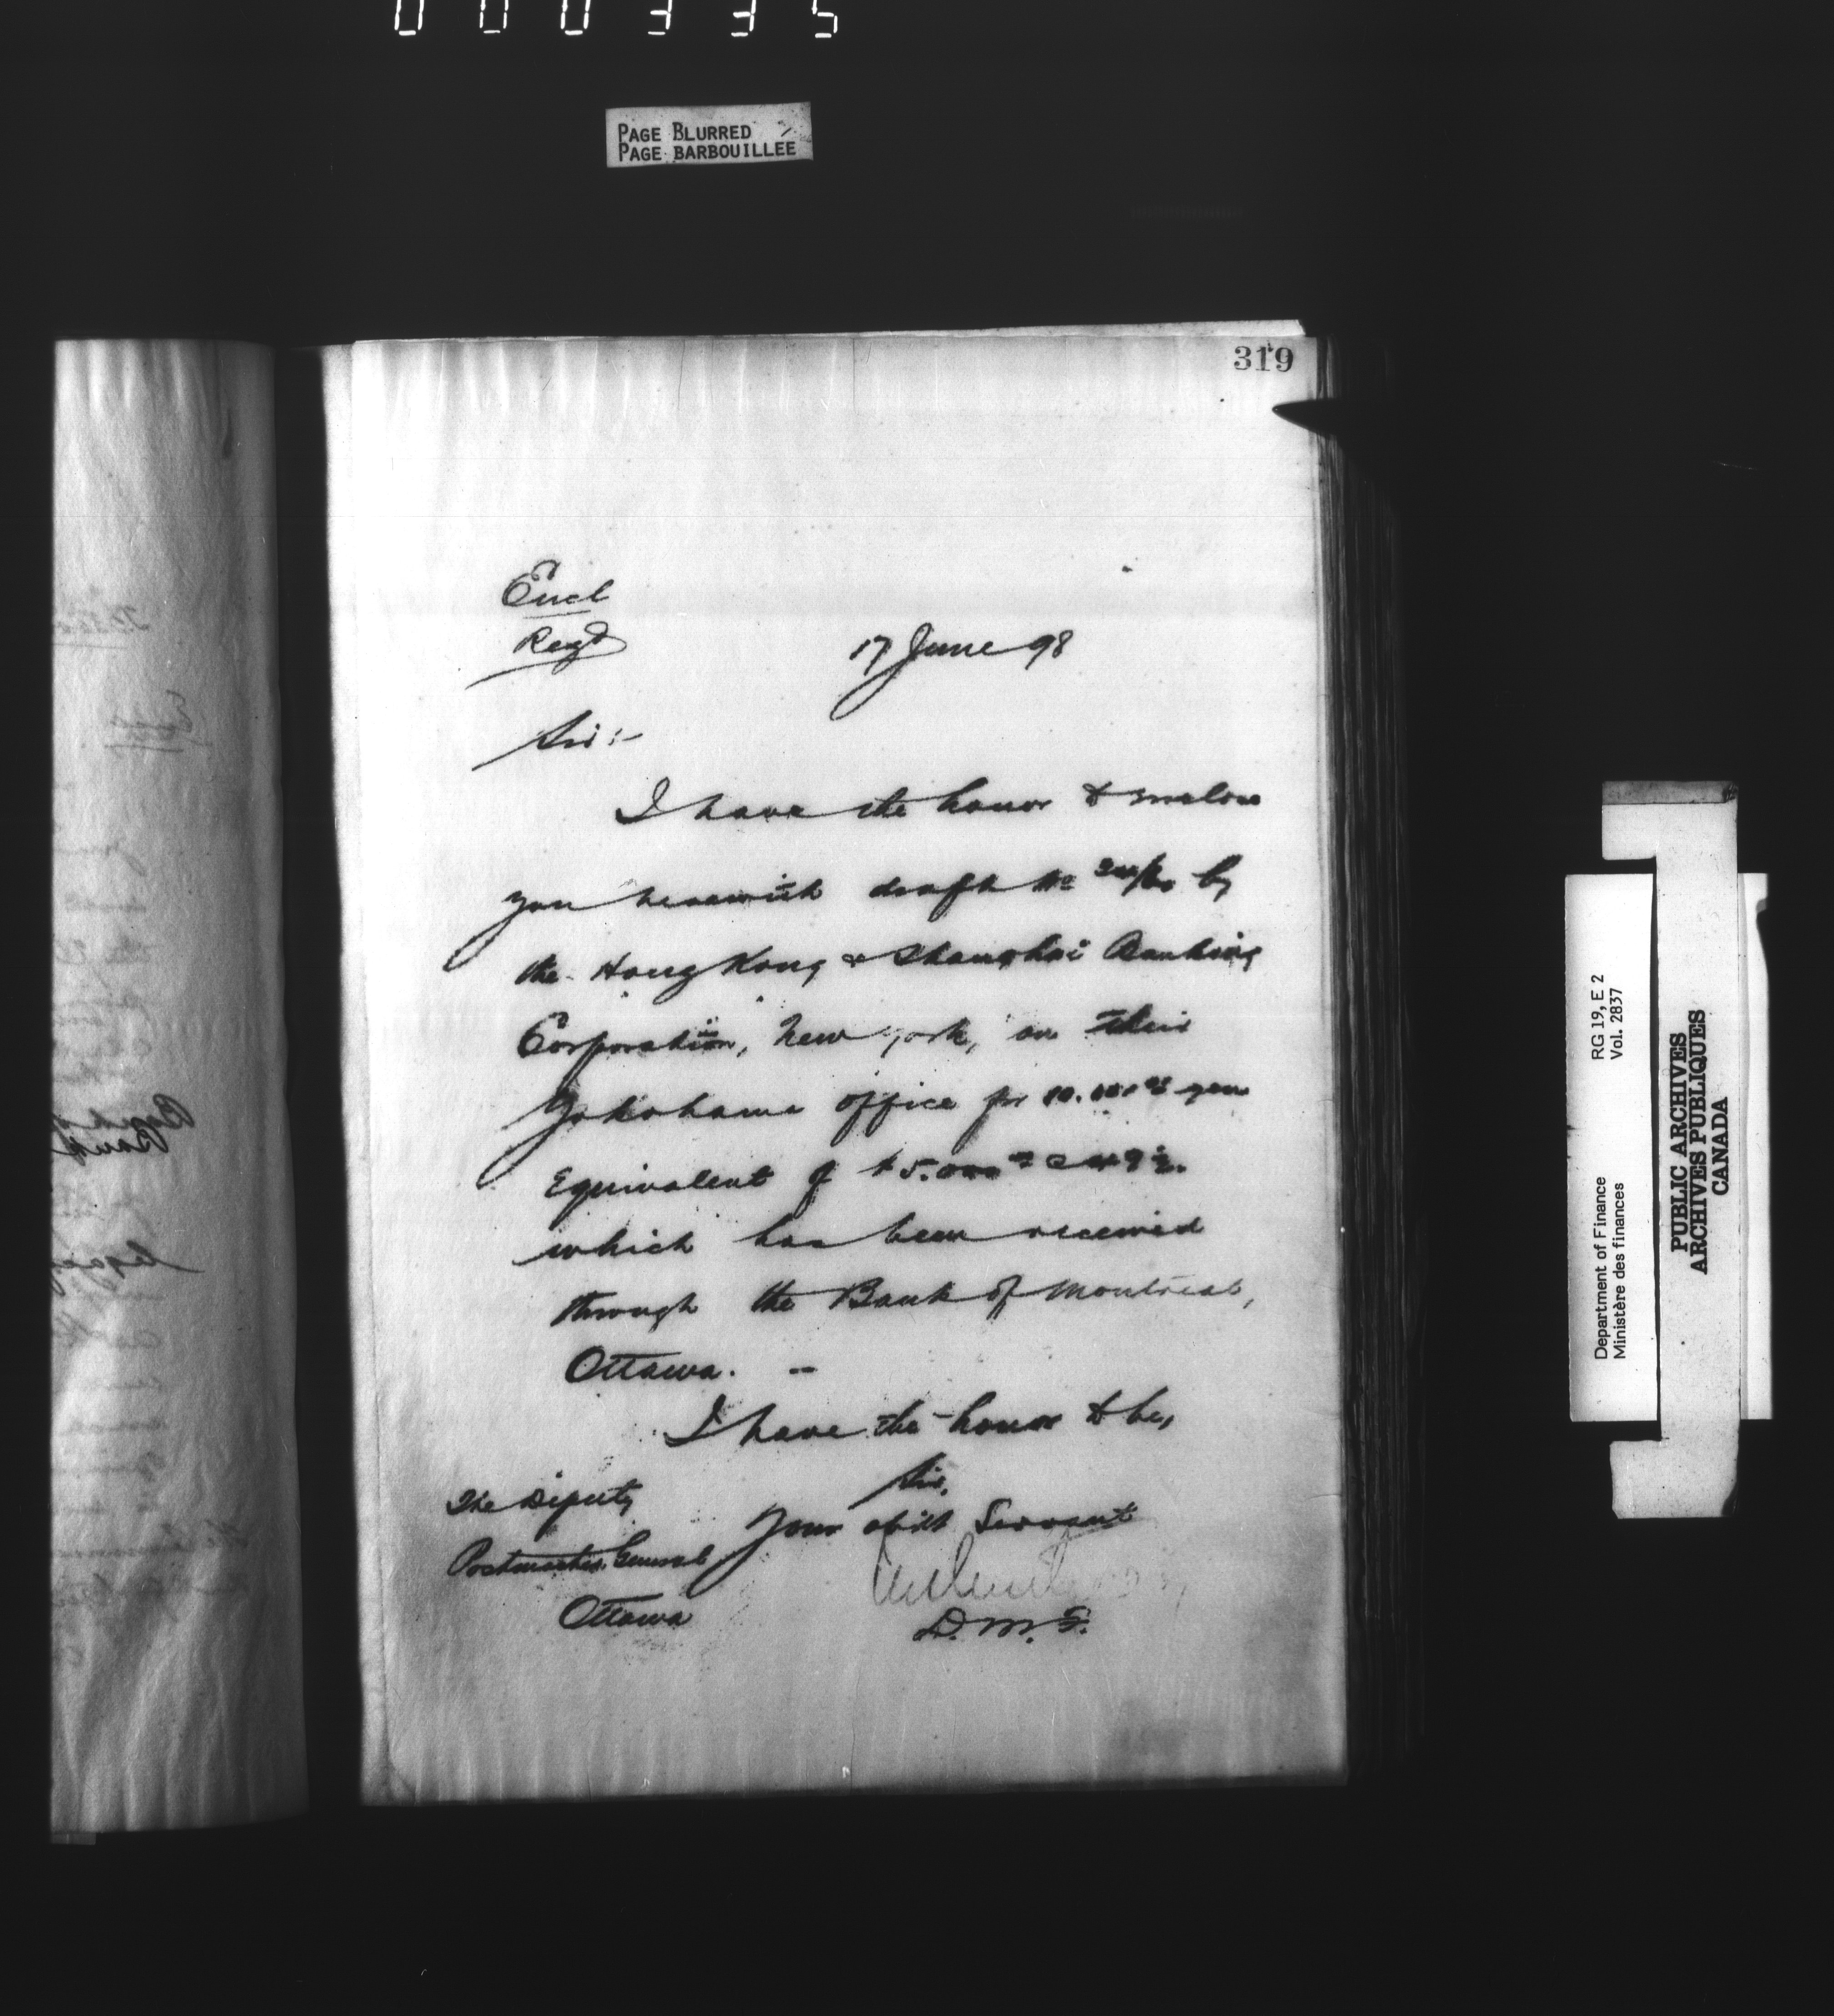 000335
PAGE BLURRED
PAGE BARBOUILLEE
319
Encl
Regd
17 June 98
Sir:-
I have the honor to enclose
you herewith draft No by
the Hong Kong & Shanghai Banking
Corporation, New York, on their
Yokohama office for yen
Equivalent of $5.000
which has been received
through the Bank of Montreal,
Ottawa. --
I have the honor to be,
Sir,
Your obdt Servant
D. M. F.
The Deputy
Postmaster General
Ottawa
Department of Finance
Ministère des finances
RG 19, E 2
Vol. 2837
PUBLIC ARCHIVES
ARCHIVES PUBLIQUES
CANADA